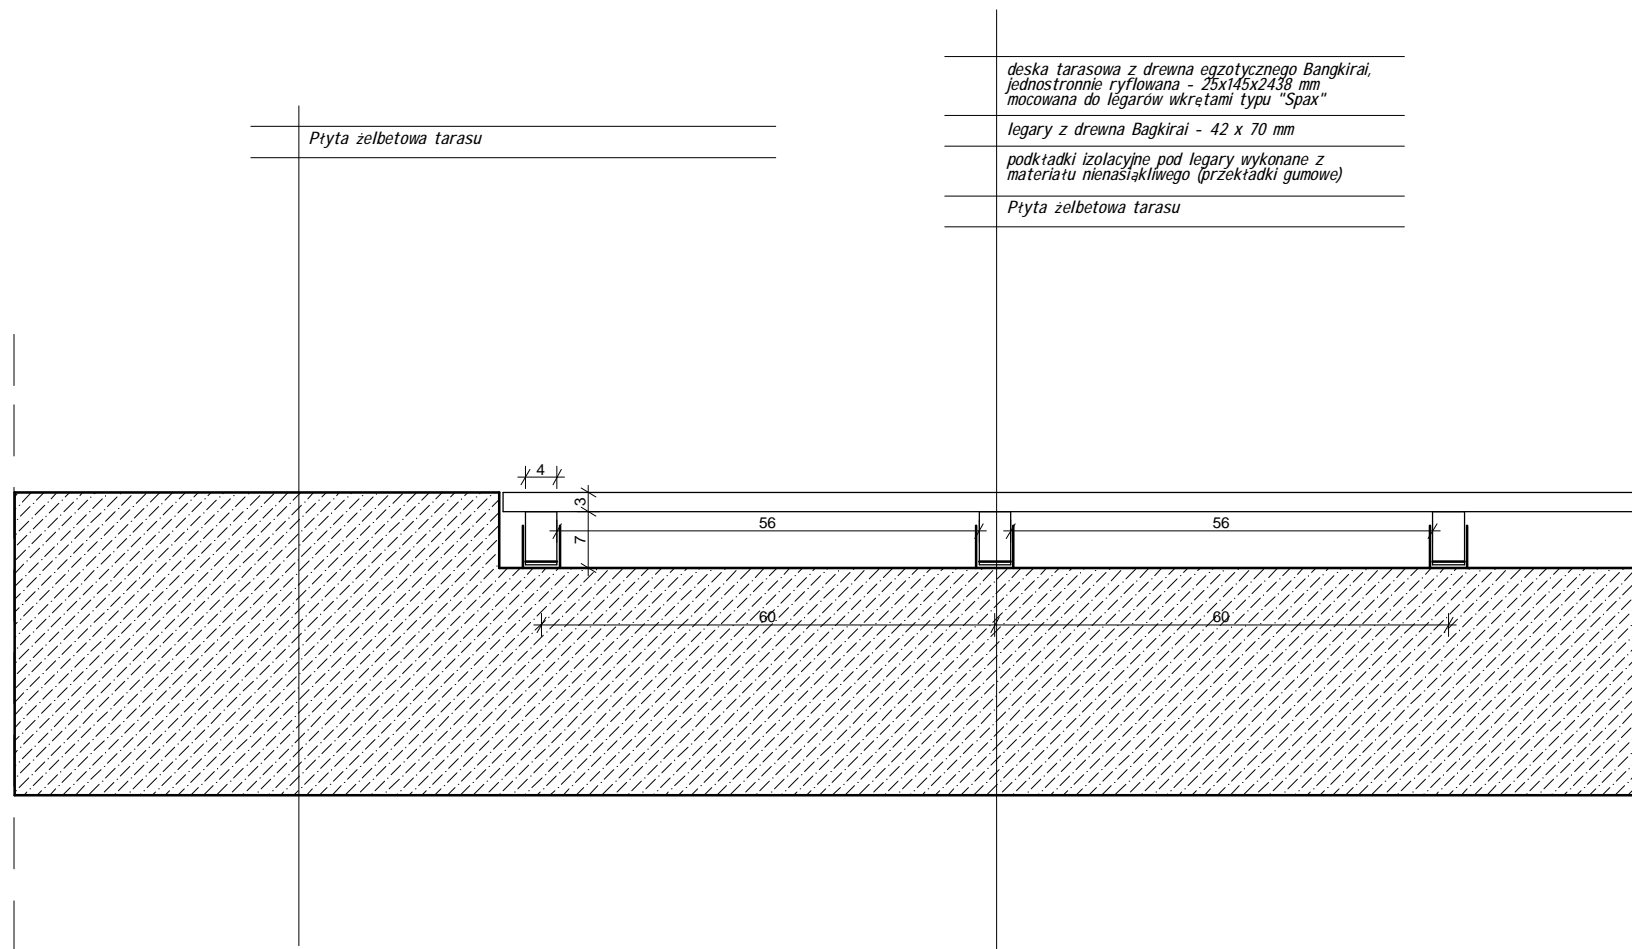 deska tarasowa z drewna egzotycznego Bangkirai,
jednostronnie ryflowana - 25x145x2438 mm
mocowana do legarów wkrętami typu "Spax"
legary z drewna Bagkirai - 42 x 70 mm
podkładki izolacyjne pod legary wykonane z
materiału nienasiąkliwego (przekładki gumowe)
Płyta żelbetowa tarasu
Płyta żelbetowa tarasu
4
3
7
56
56
60
60